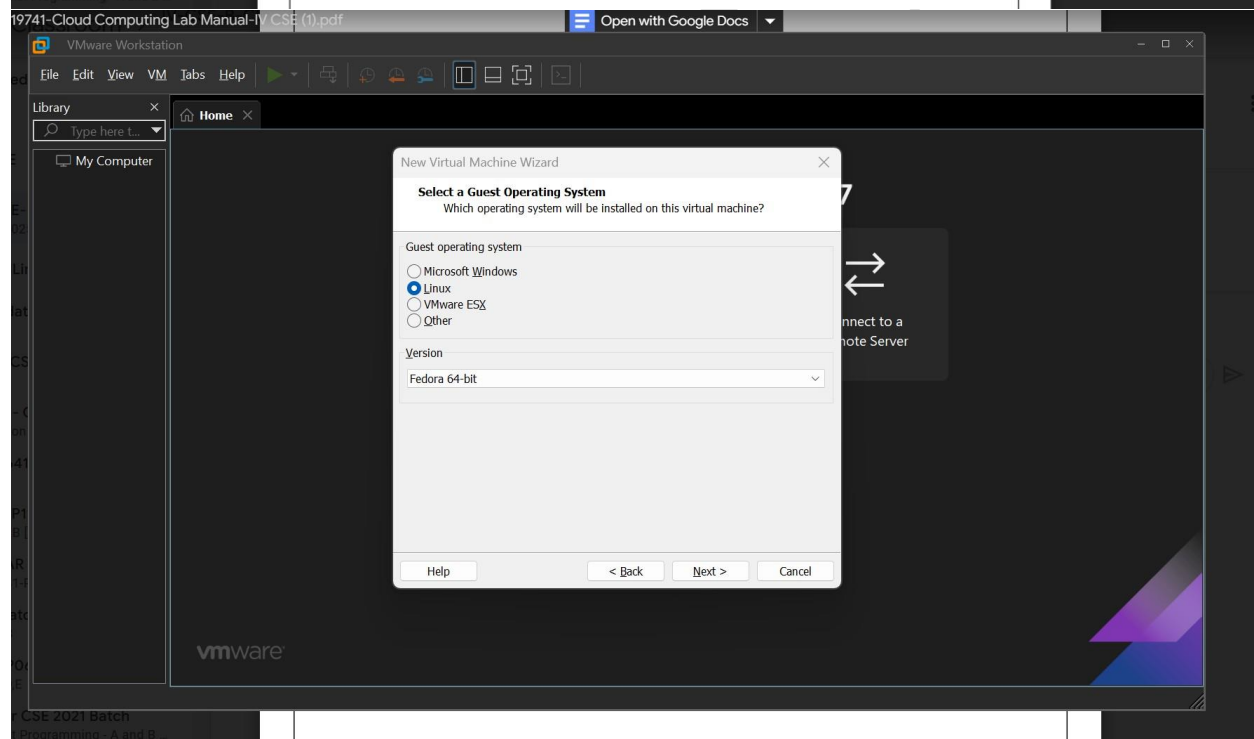 19741-Cloud Computing Lab Manual-IV CSE (1).pdf
Open with Google Docs
VMware Workstation
File Edit View VM Tabs Help
Library
Home
Type here t...
My Computer
New Virtual Machine Wizard
Select a Guest Operating System
Which operating system will be installed on this virtual machine?
7
Guest operating system
Microsoft Windows
Linux
VMware ESX
Other
nnect to a
note Server
Version
Fedora 64-bit
Help
< Back
Next >
Cancel
vmware
r CSE 2021 Batch
t Programming - A and B